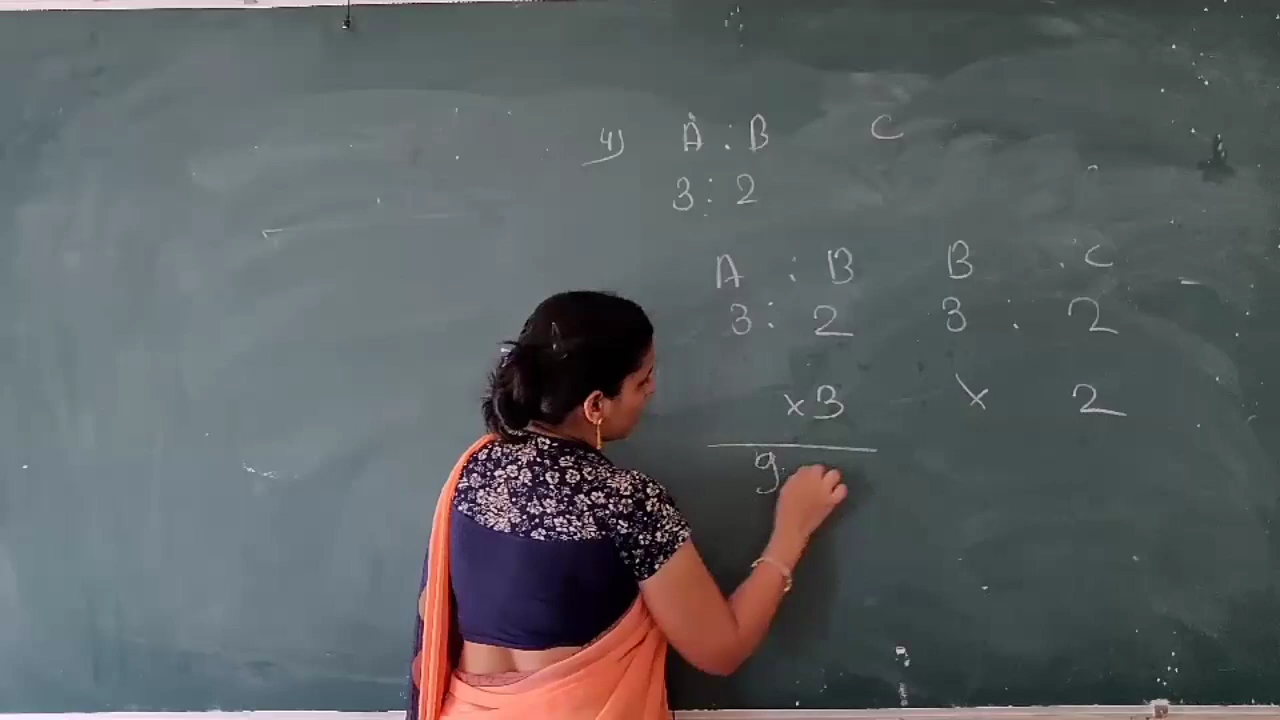 4) A : B C
3 : 2
A : B B . C
3 : 2 3 . 2
×3 × 2
9